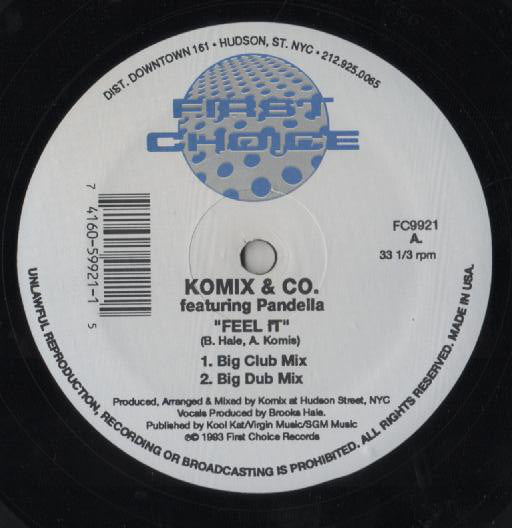 DIST. DOWNTOWN 161 • HUDSON, ST. NYC • 212.925.0065
FIRST
CHOICE
FC9921
A.
33 1/3 rpm
7 4160-59921-1 5
KOMIX & CO.
featuring Pandella
"FEEL IT"
(B. Hale, A. Komis)
1. Big Club Mix
2. Big Dub Mix
Produced, Arranged & Mixed by Komix at Hudson Street, NYC
Vocals Produced by Brooks Hale.
Published by Kool Kat/Virgin Music/SGM Music
℗© 1993 First Choice Records
UNLAWFUL REPRODUCTION, RECORDING OR BROADCASTING IS PROHIBITED. ALL RIGHTS RESERVED. MADE IN USA.